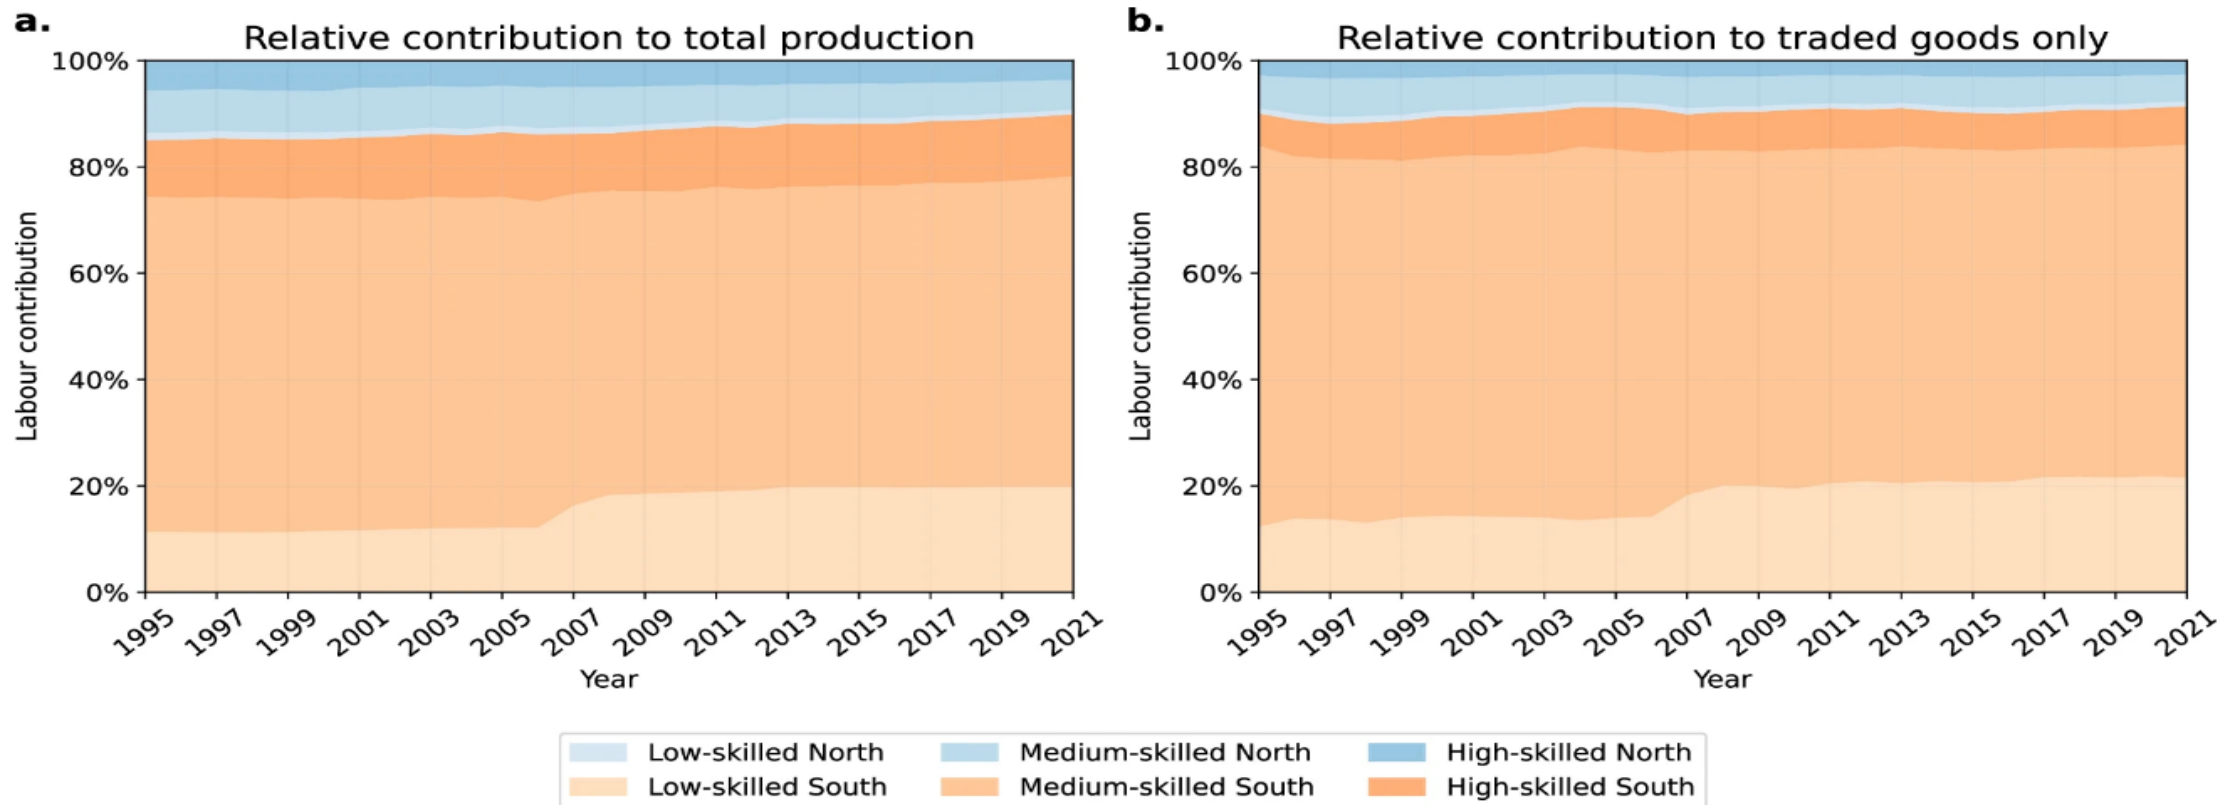 a.
Relative contribution to total production
100%
80%
60%
40%
20%
0%
Labour contribution
1995 1997 1999 2001 2003 2005 2007 2009 2011 2013 2015 2017 2019 2021
Year
b.
Relative contribution to traded goods only
100%
80%
60%
40%
20%
0%
Labour contribution
1995 1997 1999 2001 2003 2005 2007 2009 2011 2013 2015 2017 2019 2021
Year
Low-skilled North Medium-skilled North High-skilled North
Low-skilled South Medium-skilled South High-skilled South